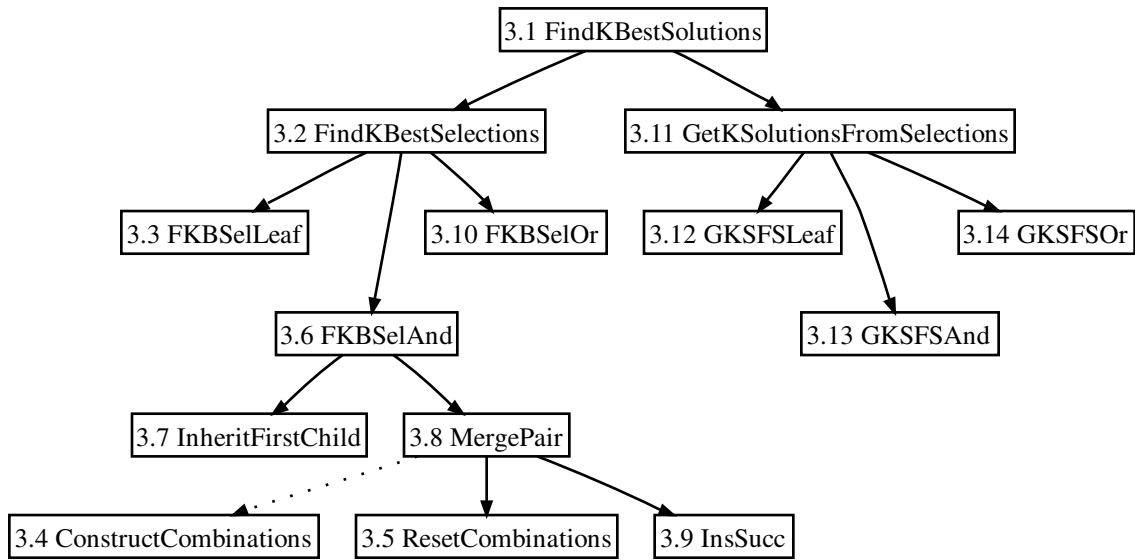 3.1 FindKBestSolutions
3.2 FindKBestSelections
3.11 GetKSolutionsFromSelections
3.3 FKBSelLeaf
3.10 FKBSelOr
3.12 GKSFSLeaf
3.14 GKSFSOr
3.6 FKBSelAnd
3.13 GKSFSAnd
3.7 InheritFirstChild
3.8 MergePair
3.4 ConstructCombinations
3.5 ResetCombinations
3.9 InsSucc